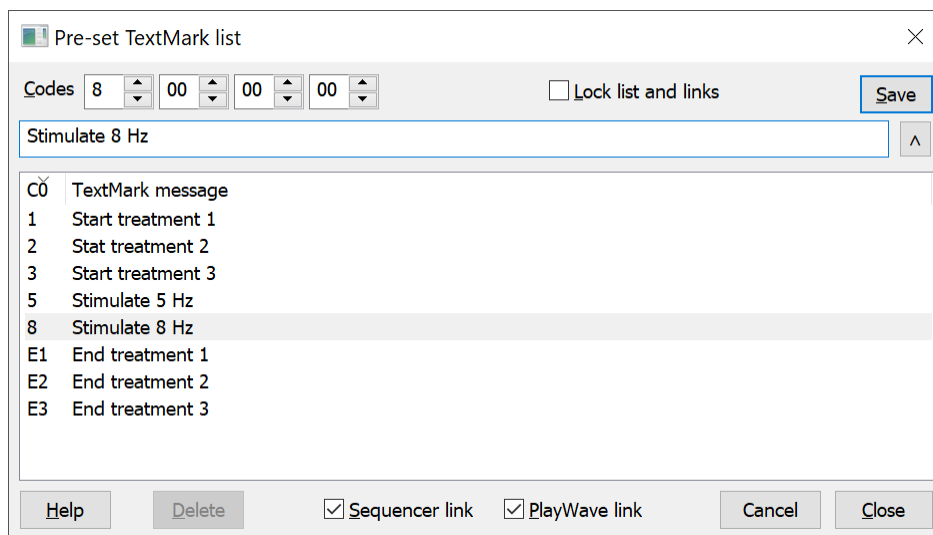 Pre-set TextMark list
Codes 8 00 00 00 Lock list and links Save
Stimulate 8 Hz
C0 TextMark message
1 Start treatment 1
2 Stat treatment 2
3 Start treatment 3
5 Stimulate 5 Hz
8 Stimulate 8 Hz
E1 End treatment 1
E2 End treatment 2
E3 End treatment 3
Help Delete Sequencer link PlayWave link Cancel Close